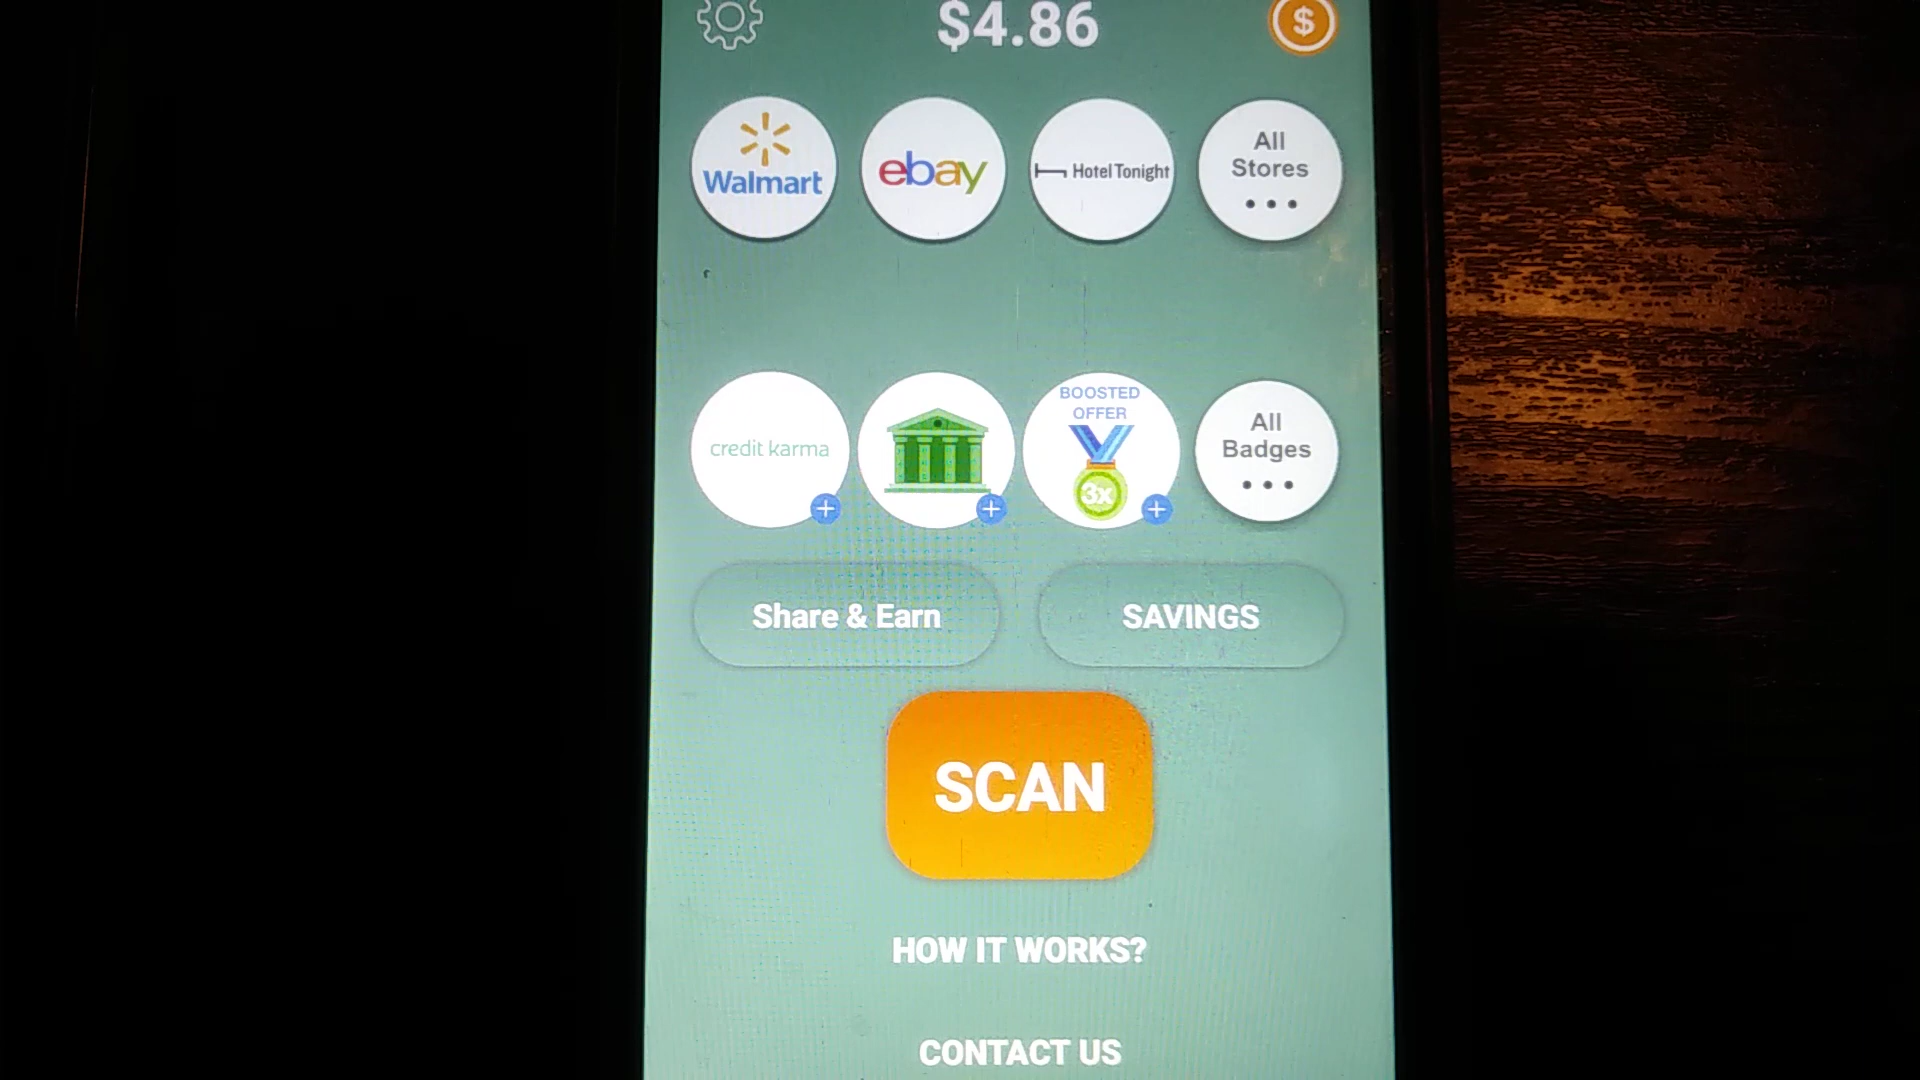 $4.86
$
Walmart
ebay
Hotel Tonight
All
Stores
credit karma
BOOSTED
OFFER
3x
All
Badges
Share & Earn
SAVINGS
SCAN
HOW IT WORKS?
CONTACT US